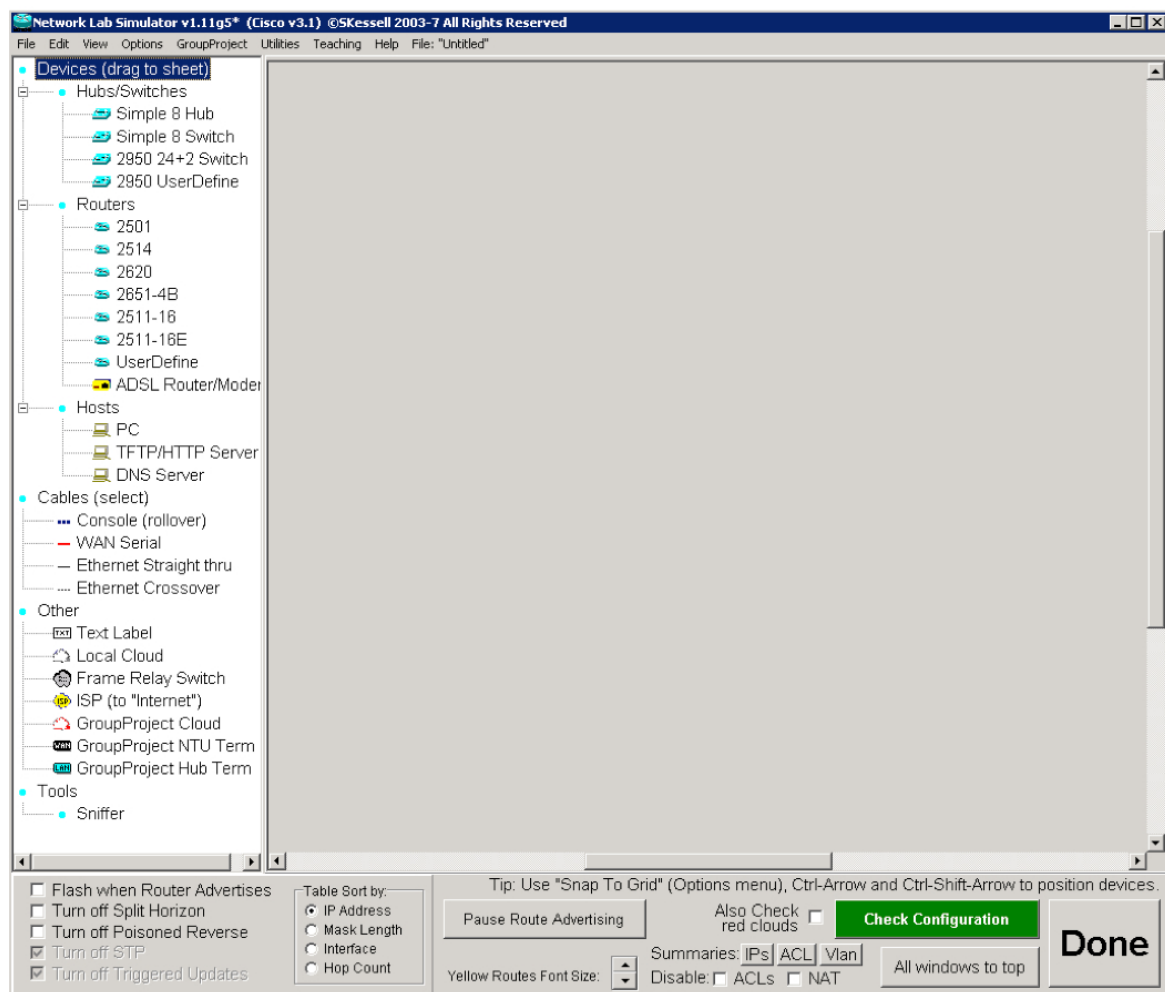 Network Lab Simulator v1.11g5* (Cisco v3.1) ©SKessell 2003-7 All Rights Reserved
File Edit View Options GroupProject Utilities Teaching Help File: "Untitled"
Devices (drag to sheet)
Hubs/Switches
Simple 8 Hub
Simple 8 Switch
2950 24+2 Switch
2950 UserDefine
Routers
2501
2514
2620
2651-4B
2511-16
2511-16E
UserDefine
ADSL Router/Moder
Hosts
PC
TFTP/HTTP Server
DNS Server
Cables (select)
Console (rollover)
WAN Serial
Ethernet Straight thru
Ethernet Crossover
Other
TXT Text Label
Local Cloud
Frame Relay Switch
ISP ISP (to "Internet")
GroupProject Cloud
WAN GroupProject NTU Term
LAN GroupProject Hub Term
Tools
Sniffer
Flash when Router Advertises
Turn off Split Horizon
Turn off Poisoned Reverse
Turn off STP
Turn off Triggered Updates
Table Sort by:
IP Address
Mask Length
Interface
Hop Count
Tip: Use "Snap To Grid" (Options menu), Ctrl-Arrow and Ctrl-Shift-Arrow to position devices.
Pause Route Advertising
Also Check
red clouds
Check Configuration
Yellow Routes Font Size:
Summaries: IPs ACL Vlan
Disable: ACLs NAT
All windows to top
Done